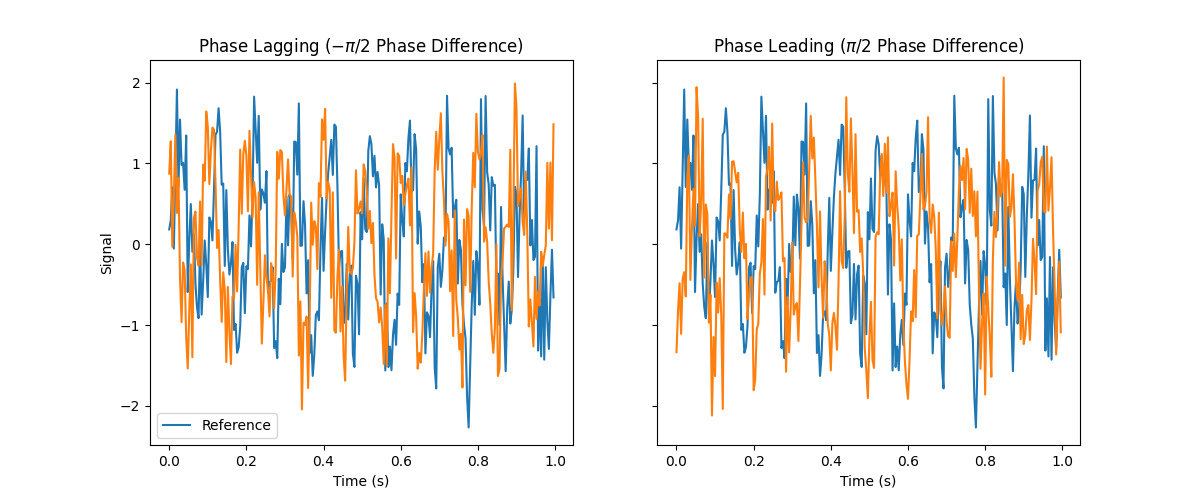 Phase Lagging (−π/2 Phase Difference)
Phase Leading (π/2 Phase Difference)
Signal
2
1
0
−1
−2
Reference
0.0 0.2 0.4 0.6 0.8 1.0
0.0 0.2 0.4 0.6 0.8 1.0
Time (s)
Time (s)